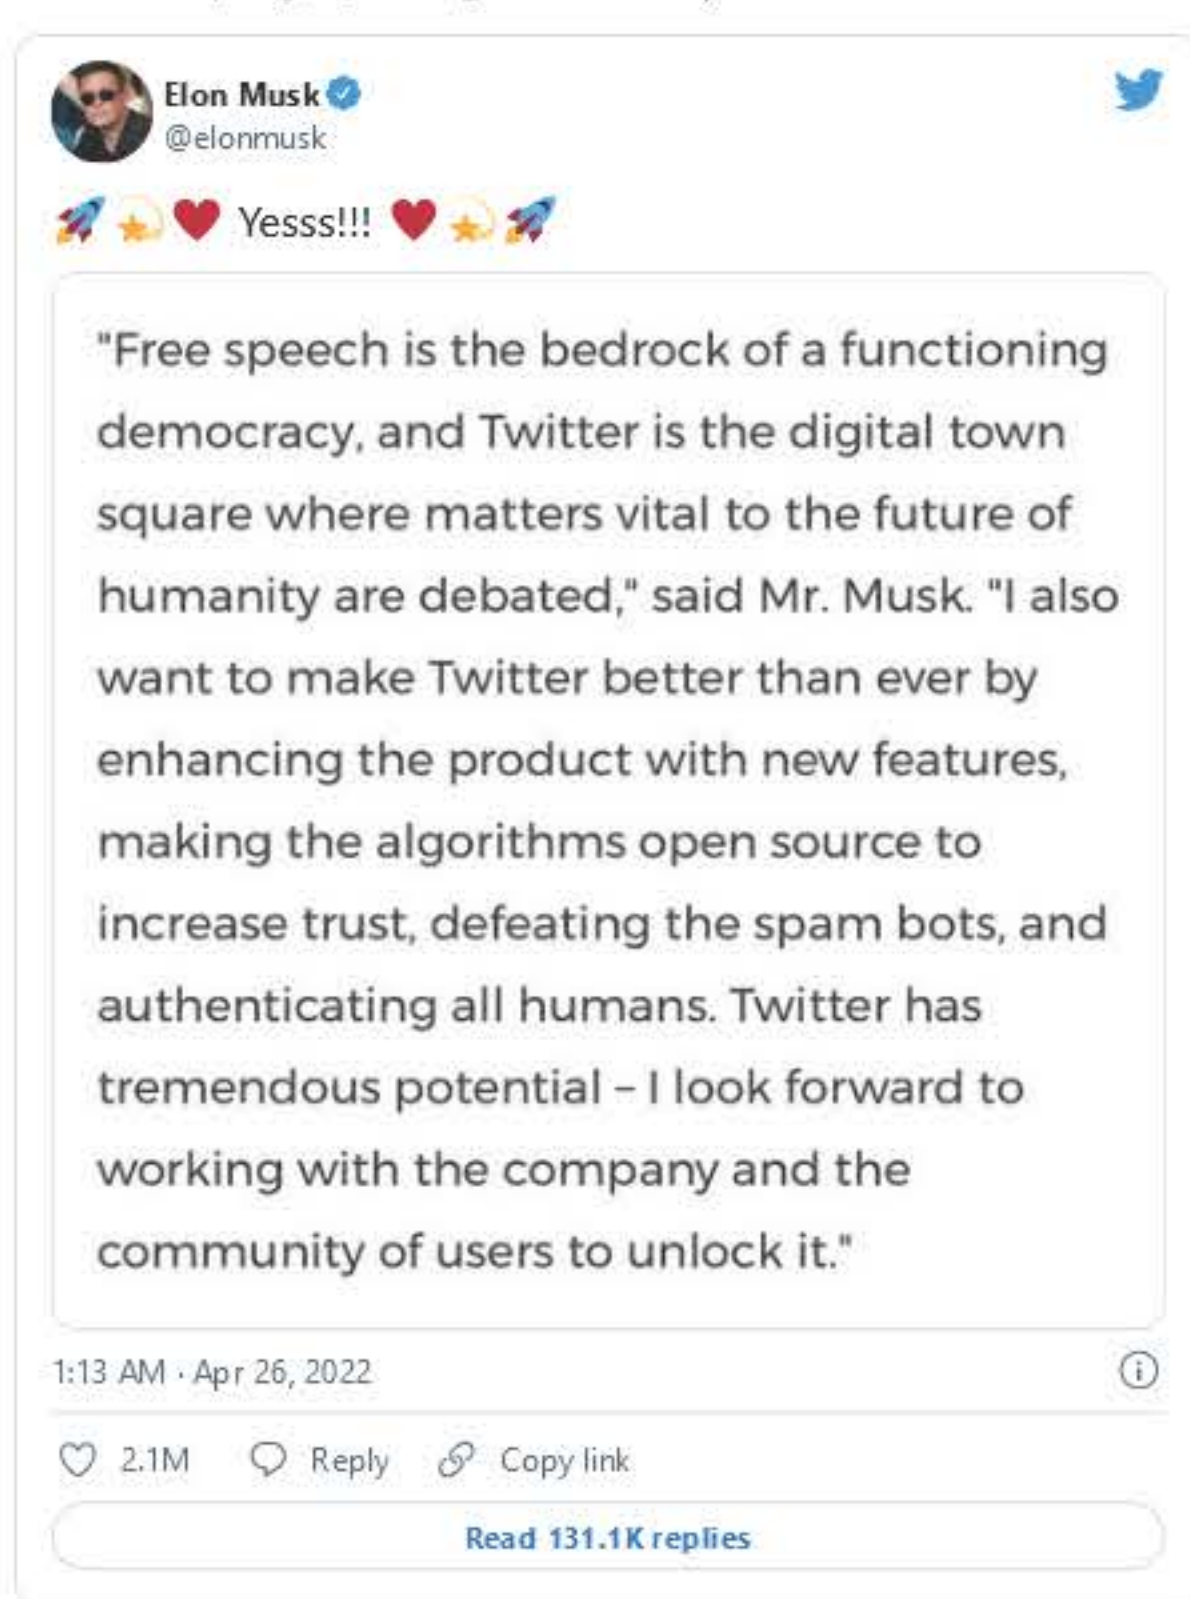 Elon Musk
@elonmusk
🚀 💫 ♥ Yesss!!! ♥ 💫 🚀
"Free speech is the bedrock of a functioning
democracy, and Twitter is the digital town
square where matters vital to the future of
humanity are debated," said Mr. Musk. "I also
want to make Twitter better than ever by
enhancing the product with new features,
making the algorithms open source to
increase trust, defeating the spam bots, and
authenticating all humans. Twitter has
tremendous potential – I look forward to
working with the company and the
community of users to unlock it."
1:13 AM · Apr 26, 2022
2.1M Reply Copy link
Read 131.1K replies